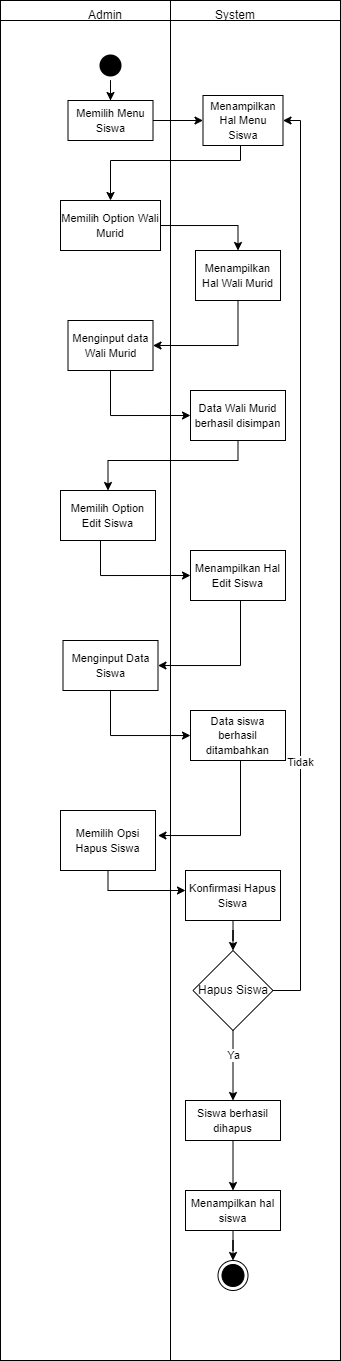 Admin
System
Memilih Menu
Siswa
Menampilkan
Hal Menu
Siswa
Memilih Option Wali
Murid
Menampilkan
Hal Wali Murid
Menginput data
Wali Murid
Data Wali Murid
berhasil disimpan
Memilih Option
Edit Siswa
Menampilkan Hal
Edit Siswa
Menginput Data
Siswa
Data siswa
berhasil
ditambahkan
Tidak
Memilih Opsi
Hapus Siswa
Konfirmasi Hapus
Siswa
Hapus Siswa
Ya
Siswa berhasil
dihapus
Menampilkan hal
siswa